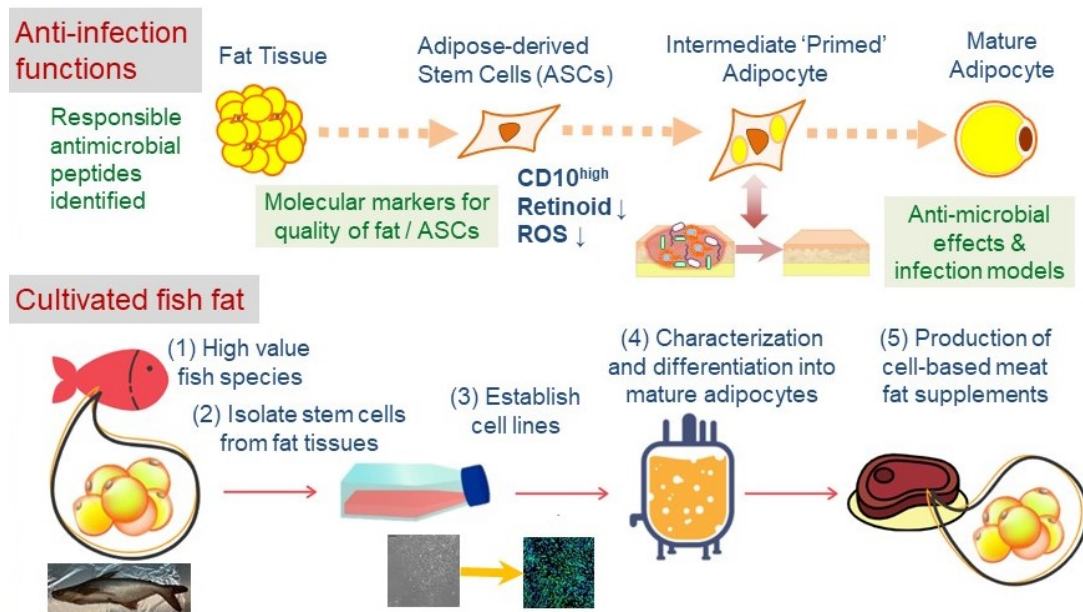 Anti-infection
functions
Fat Tissue
Adipose-derived
Stem Cells (ASCs)
Intermediate ‘Primed’
Adipocyte
Mature
Adipocyte
Responsible
antimicrobial
peptides
identified
Molecular markers for
quality of fat / ASCs
CD10high
Retinoid ↓
ROS ↓
Anti-microbial
effects &
infection models
Cultivated fish fat
(1) High value
fish species
(2) Isolate stem cells
from fat tissues
(3) Establish
cell lines
(4) Characterization
and differentiation into
mature adipocytes
(5) Production of
cell-based meat
fat supplements